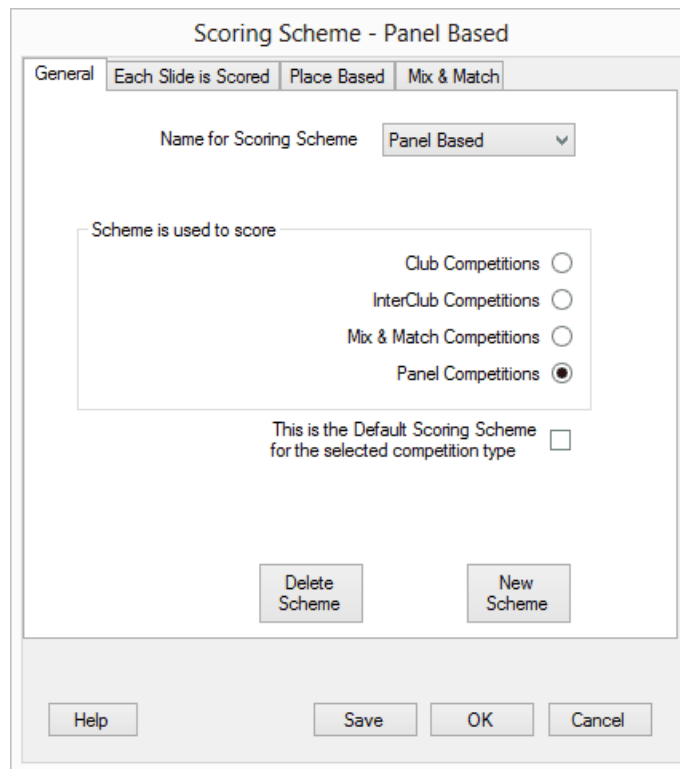 Scoring Scheme - Panel Based
General Each Slide is Scored Place Based Mix & Match
Name for Scoring Scheme Panel Based
Scheme is used to score
Club Competitions
InterClub Competitions
Mix & Match Competitions
Panel Competitions
This is the Default Scoring Scheme
for the selected competition type
Delete New
Scheme Scheme
Help Save OK Cancel